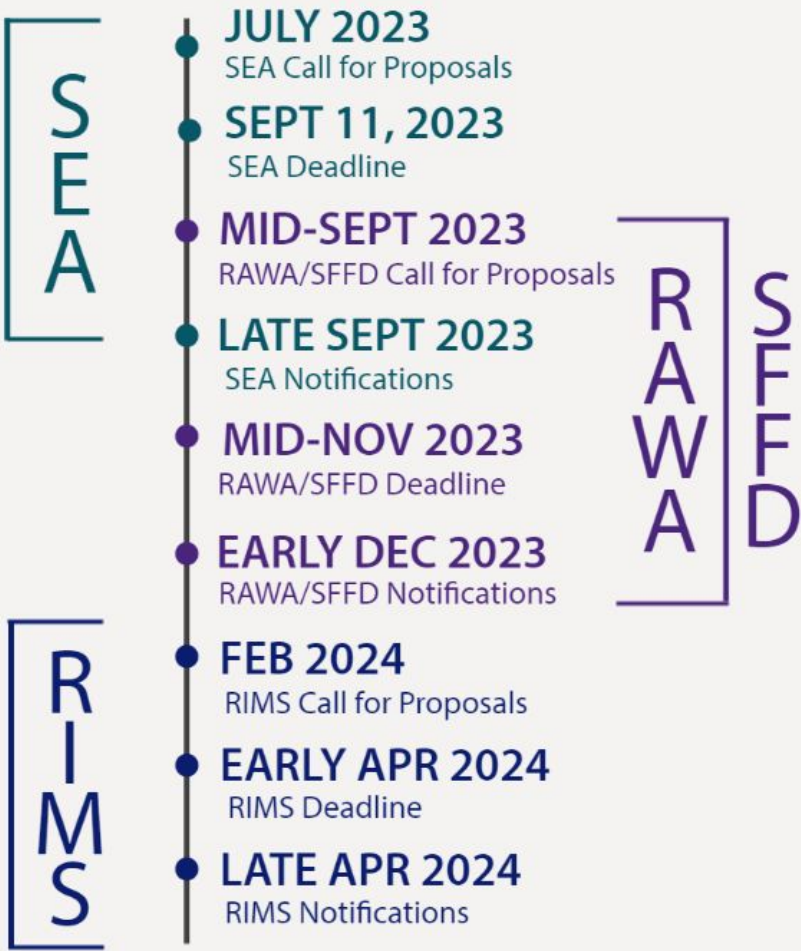 SEA
JULY 2023
SEA Call for Proposals
SEPT 11, 2023
SEA Deadline
MID-SEPT 2023
RAWA/SFFD Call for Proposals
RAWA
SFFD
LATE SEPT 2023
SEA Notifications
MID-NOV 2023
RAWA/SFFD Deadline
EARLY DEC 2023
RAWA/SFFD Notifications
RIMS
FEB 2024
RIMS Call for Proposals
EARLY APR 2024
RIMS Deadline
LATE APR 2024
RIMS Notifications